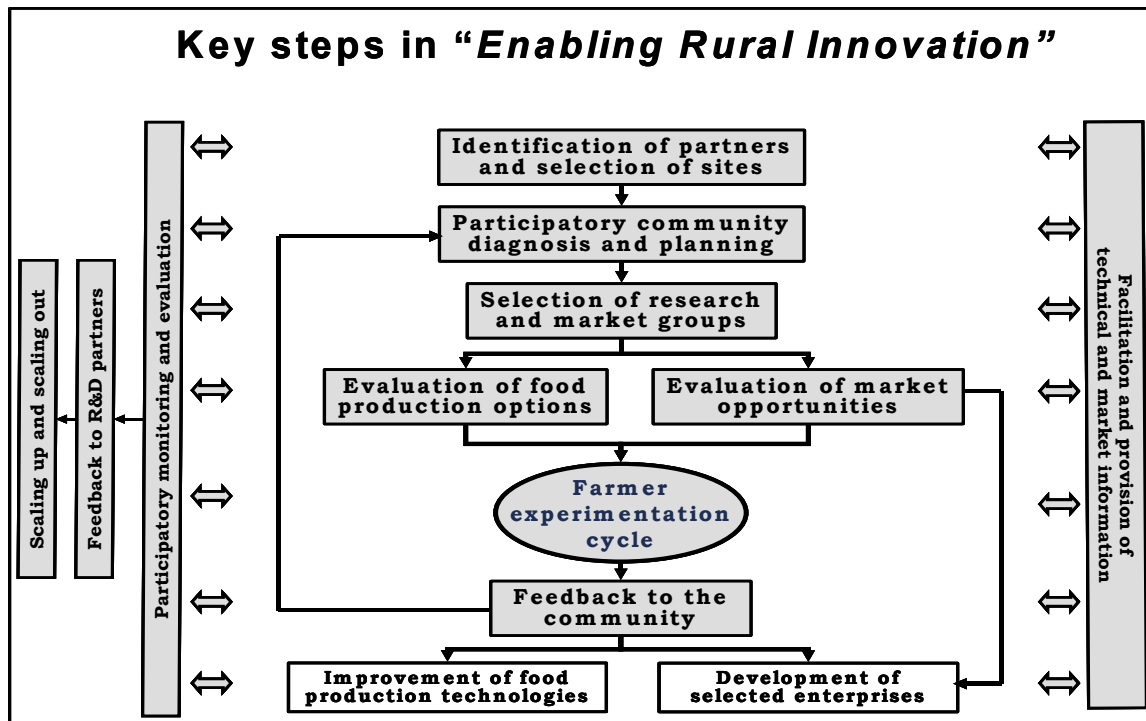 Key steps in “Enabling Rural Innovation”
Identification of partners
and selection of sites
Participatory community
diagnosis and planning
Selection of research
and market groups
Evaluation of food
production options
Evaluation of market
opportunities
Farmer
experimentation
cycle
Feedback to the
community
Improvement of food
production technologies
Development of
selected enterprises
Participatory monitoring and evaluation
Feedback to R&D partners
Scaling up and scaling out
Facilitation and provision of
technical and market information